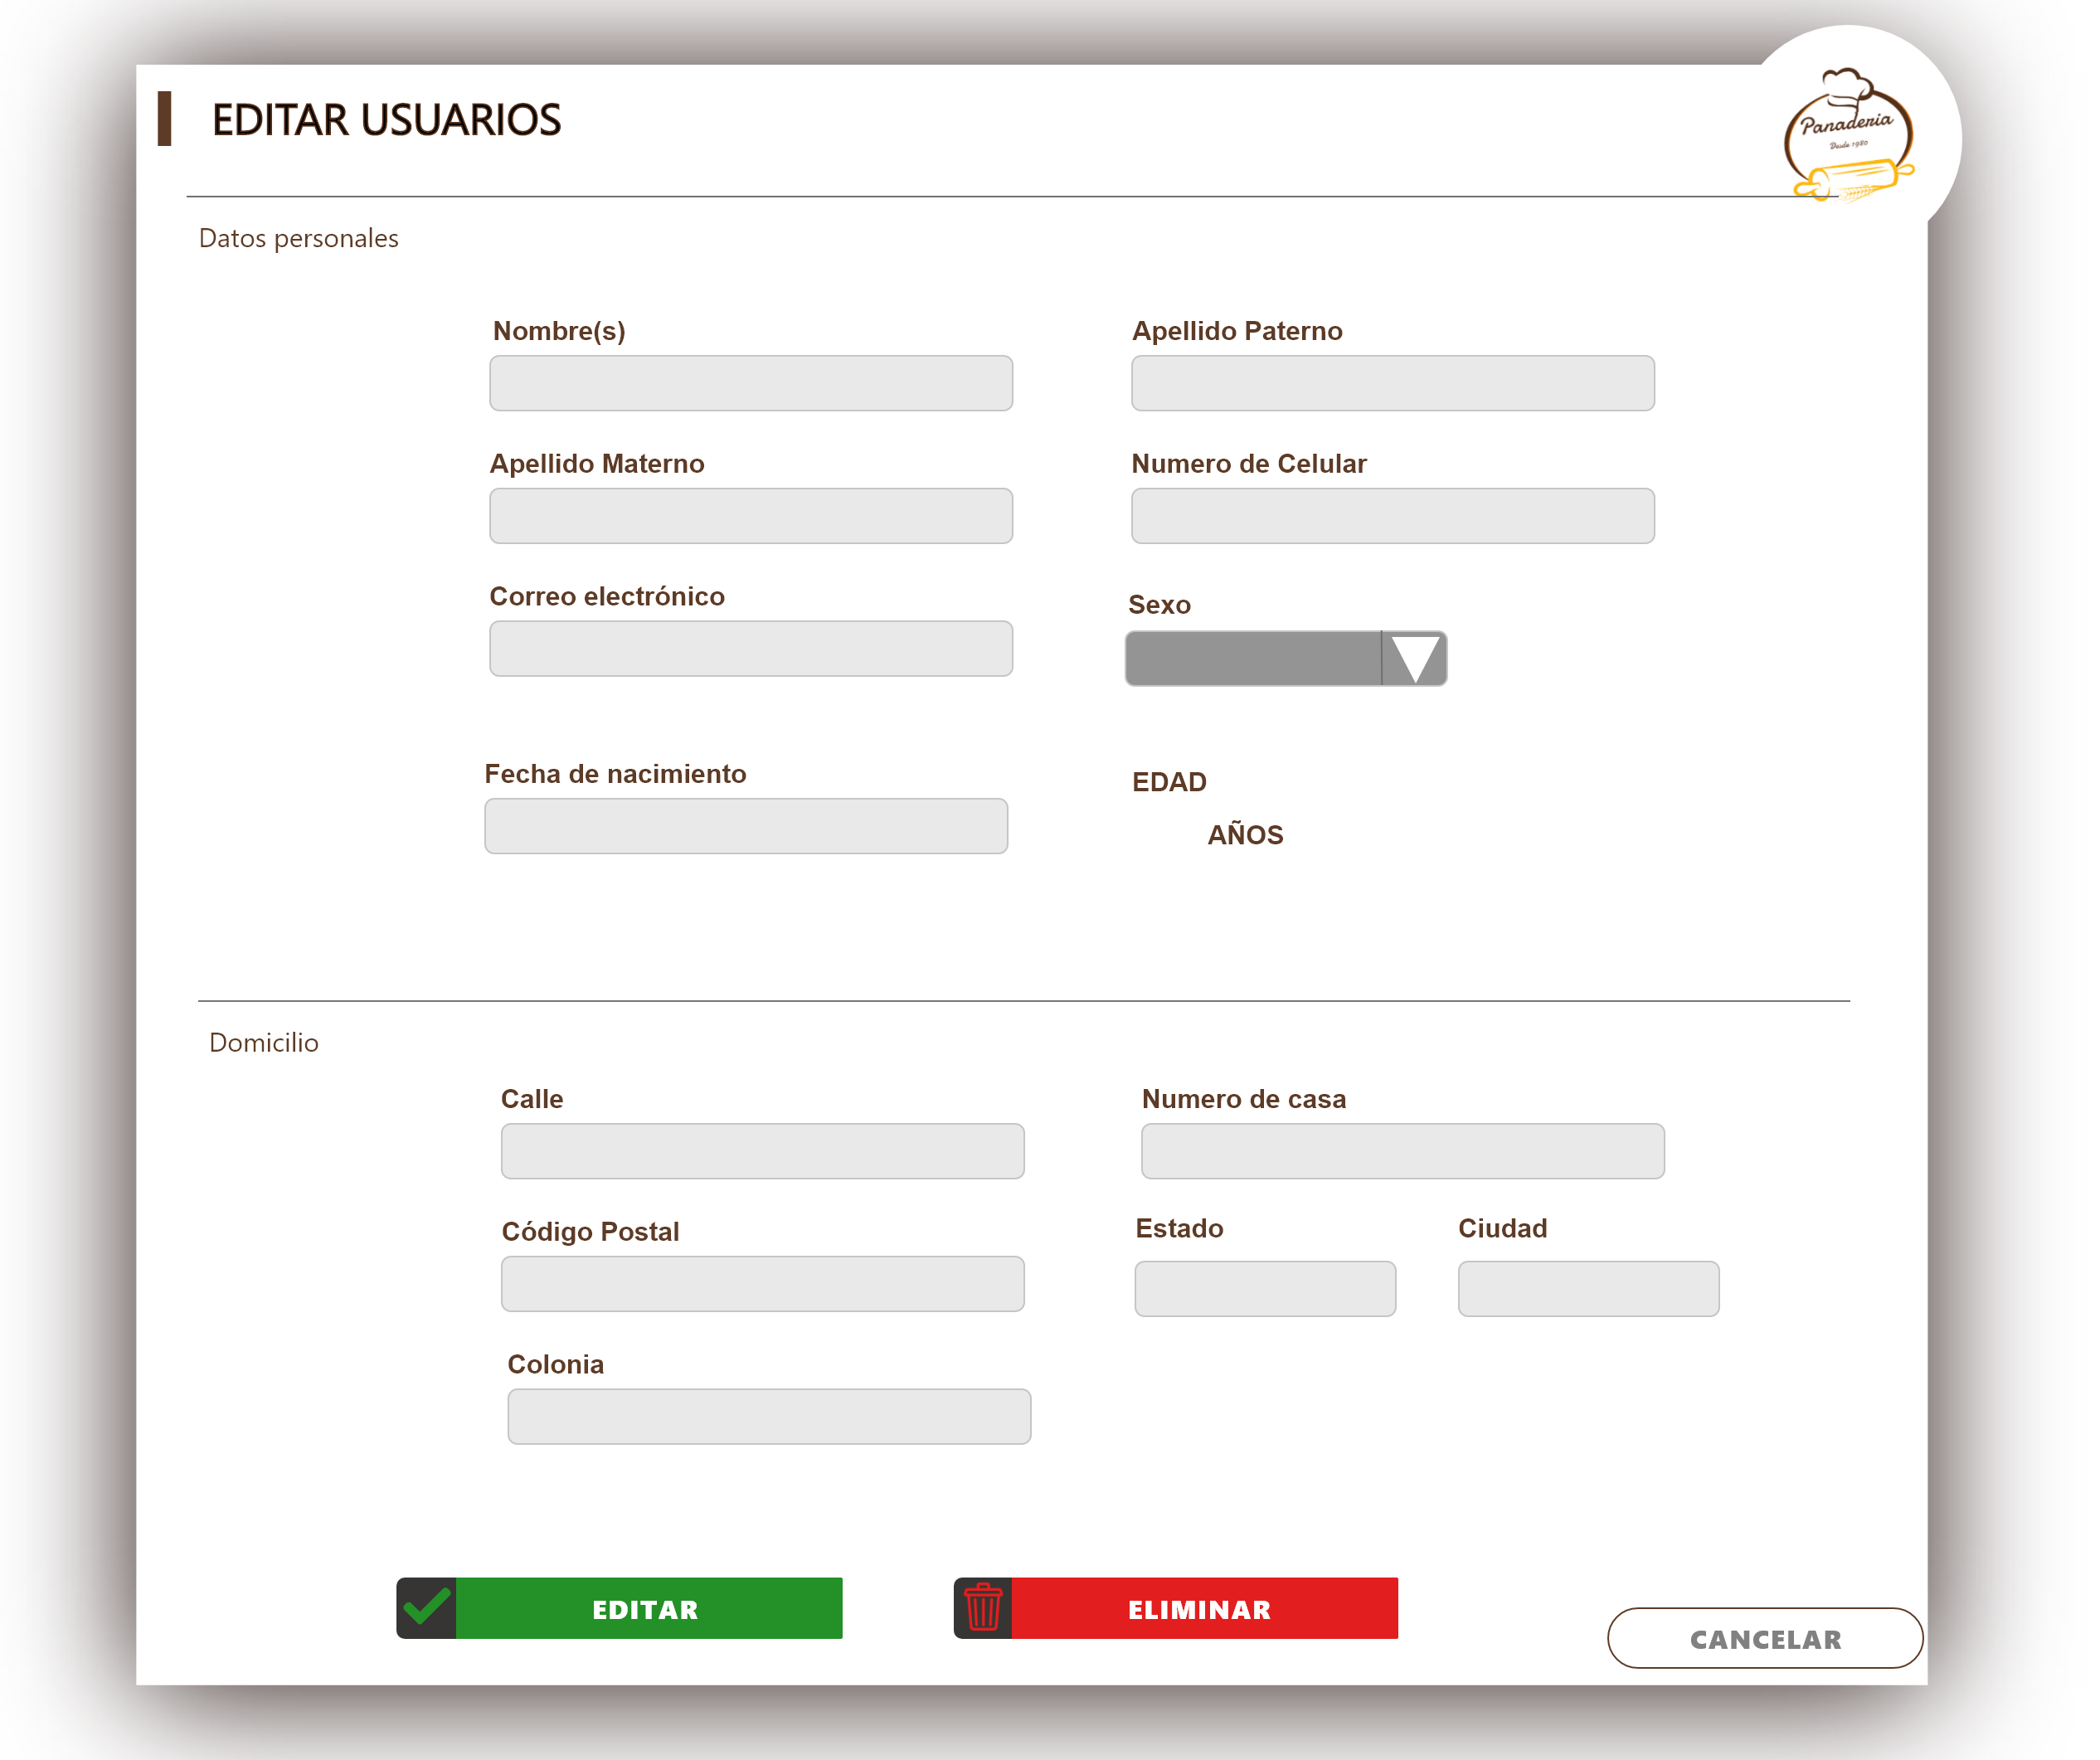 EDITAR USUARIOS
Panaderia
Desde 1980
Datos personales
Nombre(s)
Apellido Paterno
Apellido Materno
Numero de Celular
Correo electrónico
Sexo
Fecha de nacimiento
EDAD
AÑOS
Domicilio
Calle
Numero de casa
Código Postal
Estado
Ciudad
Colonia
EDITAR
ELIMINAR
CANCELAR